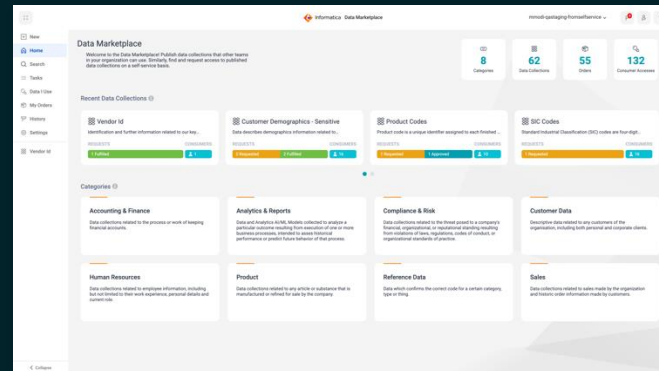 Informatica Data Marketplace
mmodi-qastaging-fromselfservice
New
Home
Search
Tasks
Data I Use
My Orders
History
Settings
Vendor Id
Collapse
Data Marketplace
Welcome to the Data Marketplace! Publish data collections that other teams
in your organization can use. Similarly, find and request access to published
data collections on a self-service basis.
8
Categories
62
Data Collections
55
Orders
132
Consumer Accesses
Recent Data Collections
Vendor Id
Identification and further information related to our key...
REQUESTS CONSUMERS
1 Fulfilled 1
Customer Demographics - Sensitive
Data describes demographics information related to...
REQUESTS CONSUMERS
Requested Fulfilled
Product Codes
Product code is a unique identifier assigned to each finished ...
REQUESTS CONSUMERS
Requested 1 Approved
SIC Codes
Standard Industrial Classification (SIC) codes are four-digit...
REQUESTS CONSUMERS
Requested
Categories
Accounting & Finance
Data collections related to the process or work of keeping
financial accounts.
Analytics & Reports
Data and Analytics-AI/ML Models collected to analyze a
particular outcome resulting from execution of one or more
business processes, intended to assess historical
performance or predict future behavior of that process.
Compliance & Risk
Data collections related to the threat posed to a company's
financial, organizational, or reputational standing resulting
from violations of laws, regulations, codes of conduct, or
organizational standards of practice.
Customer Data
Descriptive data related to any customers of the
organization, including both personal and corporate clients.
Human Resources
Data collections related to employee information, including
but not limited to their work experience, personal details and
current role.
Product
Data collections related to any article or substance that is
manufactured or refined for sale by the company.
Reference Data
Data which confirms the correct code for a certain category,
type or thing.
Sales
Data collections related to sales made by the organization
and historic order information made by customers.